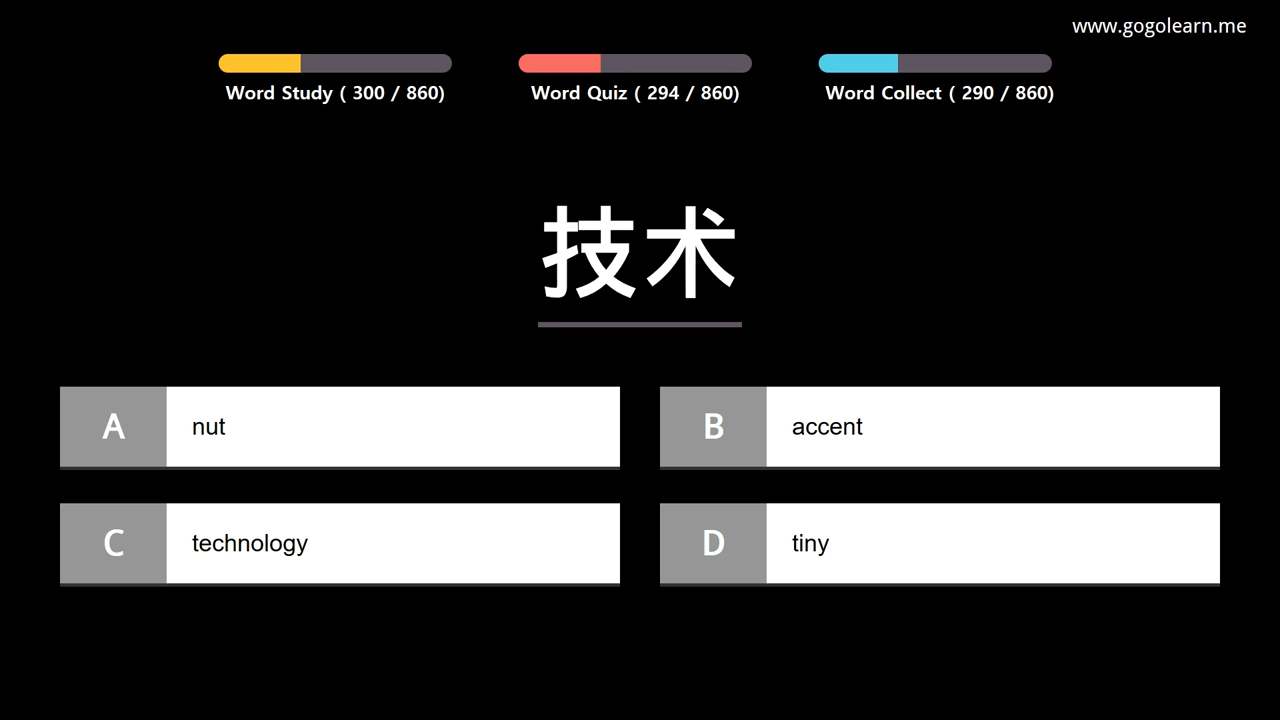 www.gogolearn.me
Word Study ( 300 / 860)
Word Quiz ( 294 / 860)
Word Collect ( 290 / 860)
技术
A nut
B accent
C technology
D tiny